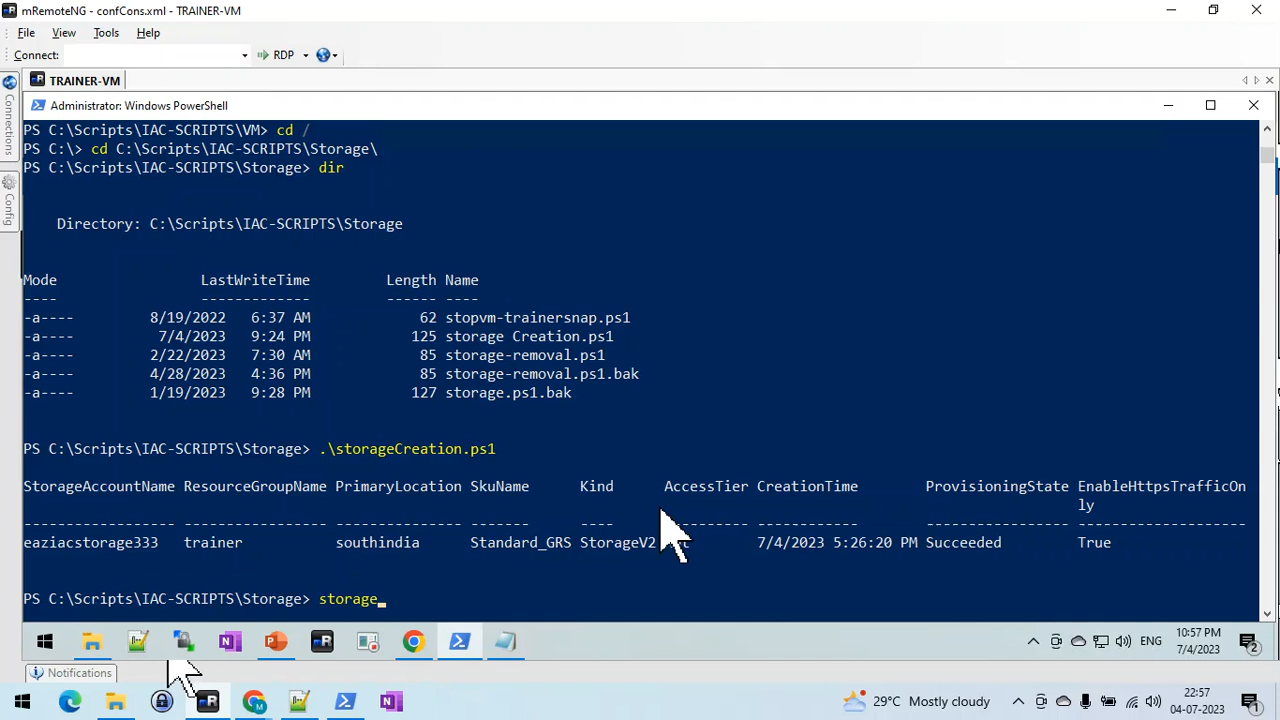 mRemoteNG - confCons.xml - TRAINER-VM
File View Tools Help
Connect: RDP
TRAINER-VM
Connections
Config
Administrator: Windows PowerShell
PS C:\Scripts\IAC-SCRIPTS\VM> cd /
PS C:\> cd C:\Scripts\IAC-SCRIPTS\Storage\
PS C:\Scripts\IAC-SCRIPTS\Storage> dir
Directory: C:\Scripts\IAC-SCRIPTS\Storage
Mode LastWriteTime Length Name
---- ------------- ------ ----
-a---- 8/19/2022 6:37 AM 62 stopvm-trainersnap.ps1
-a---- 7/4/2023 9:24 PM 125 storage Creation.ps1
-a---- 2/22/2023 7:30 AM 85 storage-removal.ps1
-a---- 4/28/2023 4:36 PM 85 storage-removal.ps1.bak
-a---- 1/19/2023 9:28 PM 127 storage.ps1.bak
PS C:\Scripts\IAC-SCRIPTS\Storage> .\storageCreation.ps1
StorageAccountName ResourceGroupName PrimaryLocation SkuName Kind AccessTier CreationTime ProvisioningState EnableHttpsTrafficOn
ly
------------------ ----------------- --------------- ------- ---- ---------- ------------ ----------------- --------------------
eaziacstorage333 trainer southindia Standard_GRS StorageV2 7/4/2023 5:26:20 PM Succeeded True
PS C:\Scripts\IAC-SCRIPTS\Storage> storage_
ENG 10:57 PM
7/4/2023 2
Notifications
29°C Mostly cloudy 22:57
04-07-2023 1